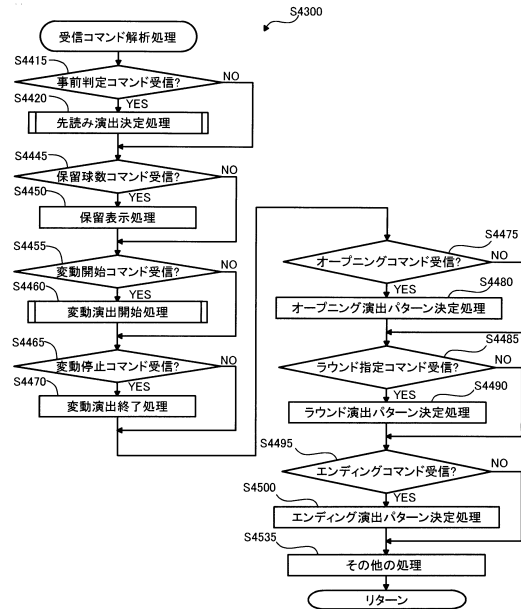 S4300
受信コマンド解析処理
S4415
事前判定コマンド受信?
NO
YES
S4420
先読み演出決定処理
S4445
保留球数コマンド受信?
NO
YES
S4450
保留表示処理
S4455
変動開始コマンド受信?
NO
YES
S4460
変動演出開始処理
S4465
変動停止コマンド受信?
NO
YES
S4470
変動演出終了処理
S4475
オープニングコマンド受信?
NO
YES
S4480
オープニング演出パターン決定処理
S4485
ラウンド指定コマンド受信?
NO
YES
S4490
ラウンド演出パターン決定処理
S4495
エンディングコマンド受信?
NO
YES
S4500
エンディング演出パターン決定処理
S4535
その他の処理
リターン